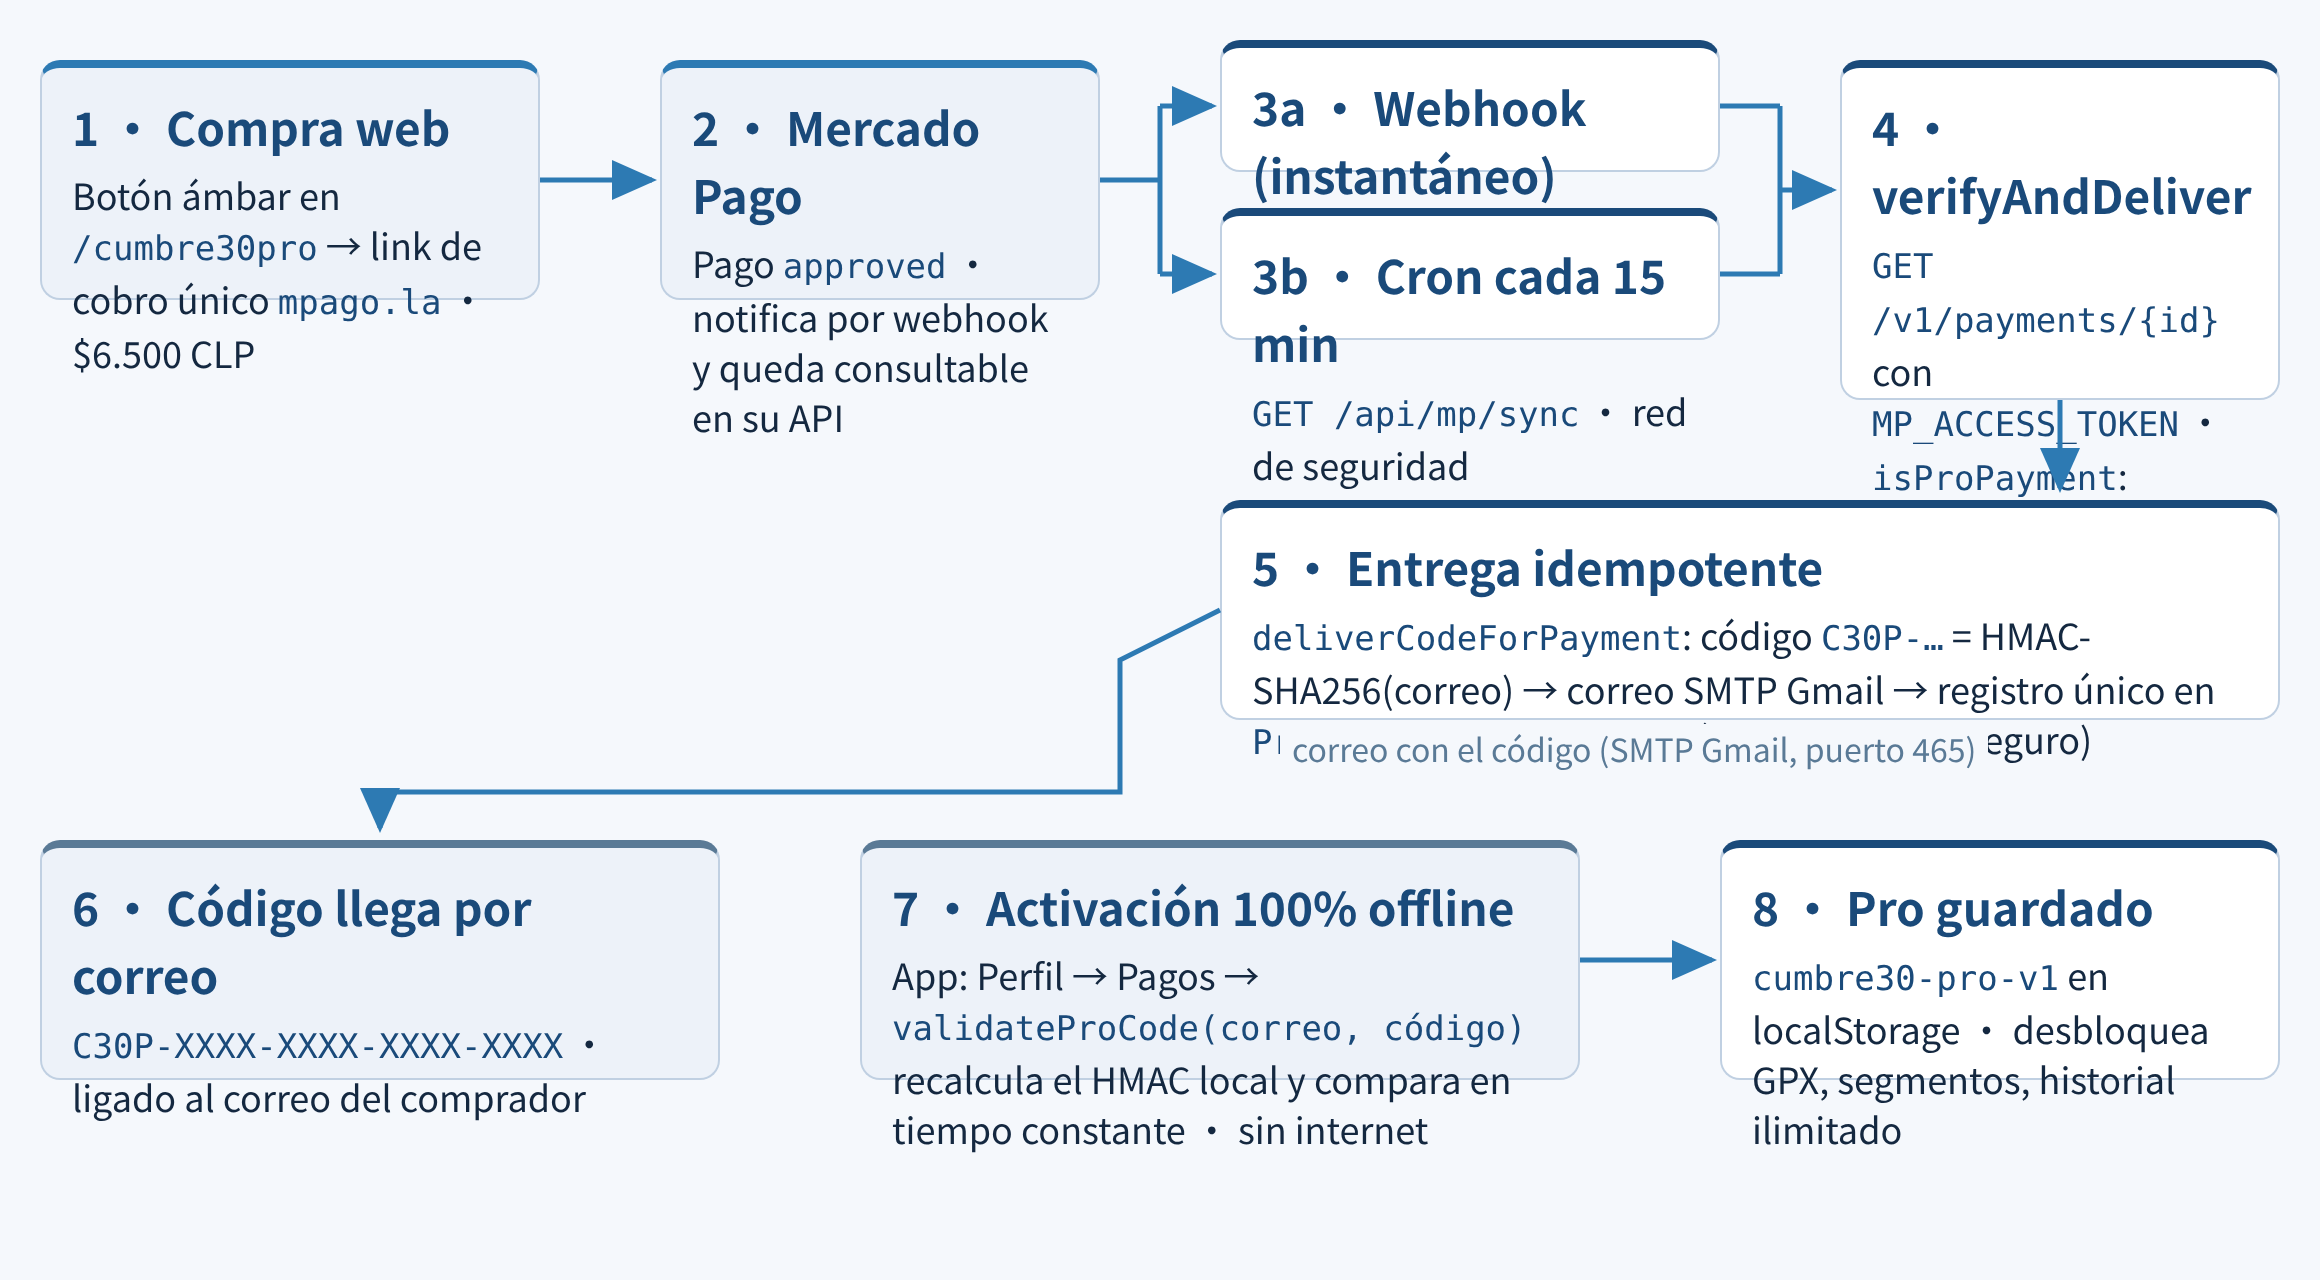 1 • Compra web
Botón ámbar en
/cumbre30pro → link de
cobro único mpago.la •
$6.500 CLP
2 • Mercado
Pago
Pago approved •
notifica por webhook
y queda consultable
en su API
3a • Webhook
(instantáneo)
3b • Cron cada 15
min
GET /api/mp/sync • red
de seguridad
4 •
verifyAndDeliver
GET
/v1/payments/{id}
con
MP_ACCESS_TOKEN •
isProPayment:
5 • Entrega idempotente
deliverCodeForPayment: código C30P-… = HMAC-
SHA256(correo) → correo SMTP Gmail → registro único en
correo con el código (SMTP Gmail, puerto 465)
6 • Código llega por
correo
C30P-XXXX-XXXX-XXXX-XXXX •
ligado al correo del comprador
7 • Activación 100% offline
App: Perfil → Pagos →
validateProCode(correo, código)
recalcula el HMAC local y compara en
tiempo constante • sin internet
8 • Pro guardado
cumbre30-pro-v1 en
localStorage • desbloquea
GPX, segmentos, historial
ilimitado